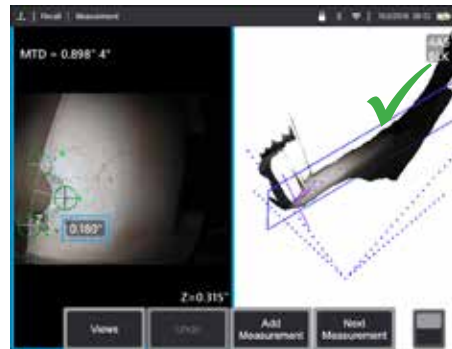 Recall | Measurement
MTD = 0.898" 4"
0.180"
Z=0.315"
Views
Undo
Add
Measurement
Next
Measurement